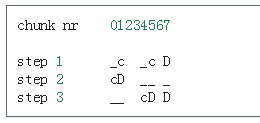 chunk nr    01234567

step 1      _c  _c D
step 2      cD  __ _
step 3      __  cD D